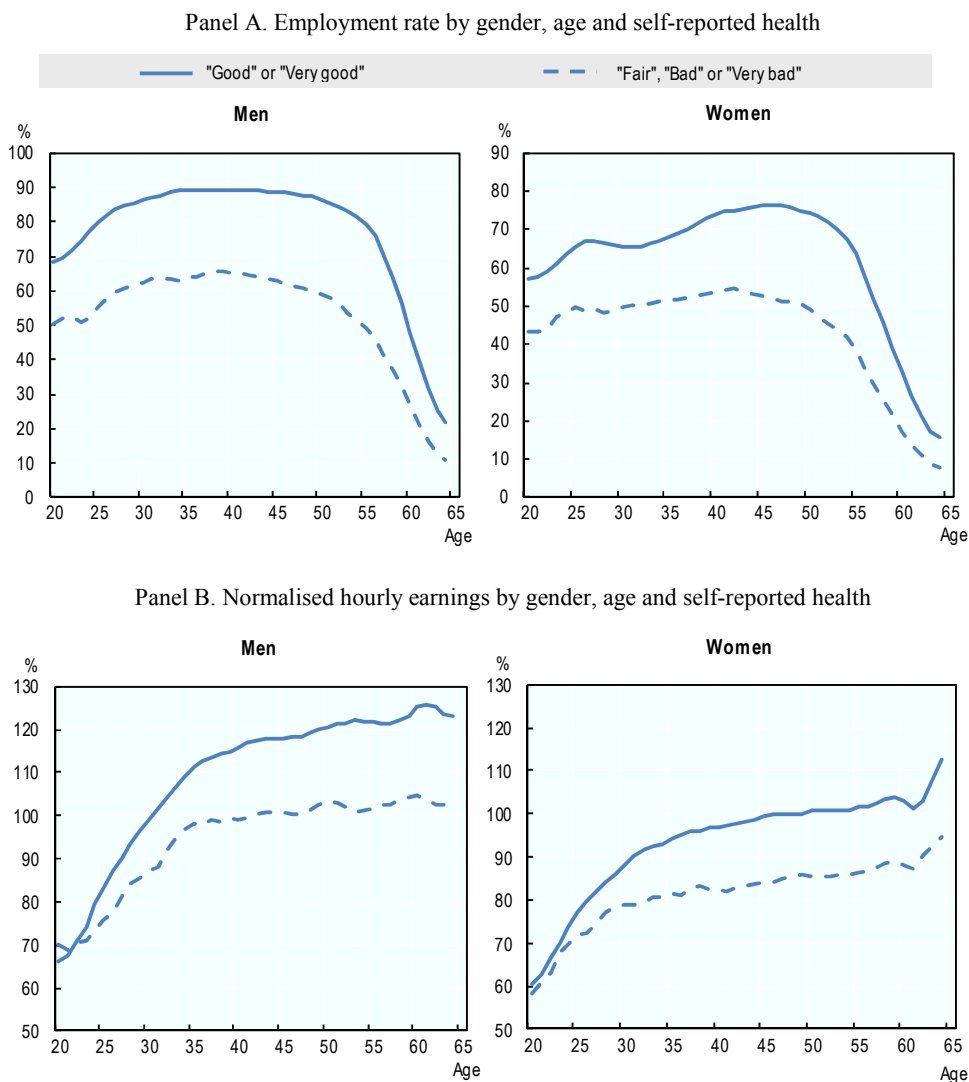 Panel A. Employment rate by gender, age and self-reported health
"Good" or "Very good"
"Fair", "Bad" or "Very bad"
Men
%
100
90
80
70
60
50
40
30
20
10
0
20 25 30 35 40 45 50 55 60 65
Age
Women
%
90
80
70
60
50
40
30
20
10
0
20 25 30 35 40 45 50 55 60 65
Age
Panel B. Normalised hourly earnings by gender, age and self-reported health
Men
%
130
120
110
100
90
80
70
60
50
20 25 30 35 40 45 50 55 60 65
Age
Women
%
130
120
110
100
90
80
70
60
50
20 25 30 35 40 45 50 55 60 65
Age